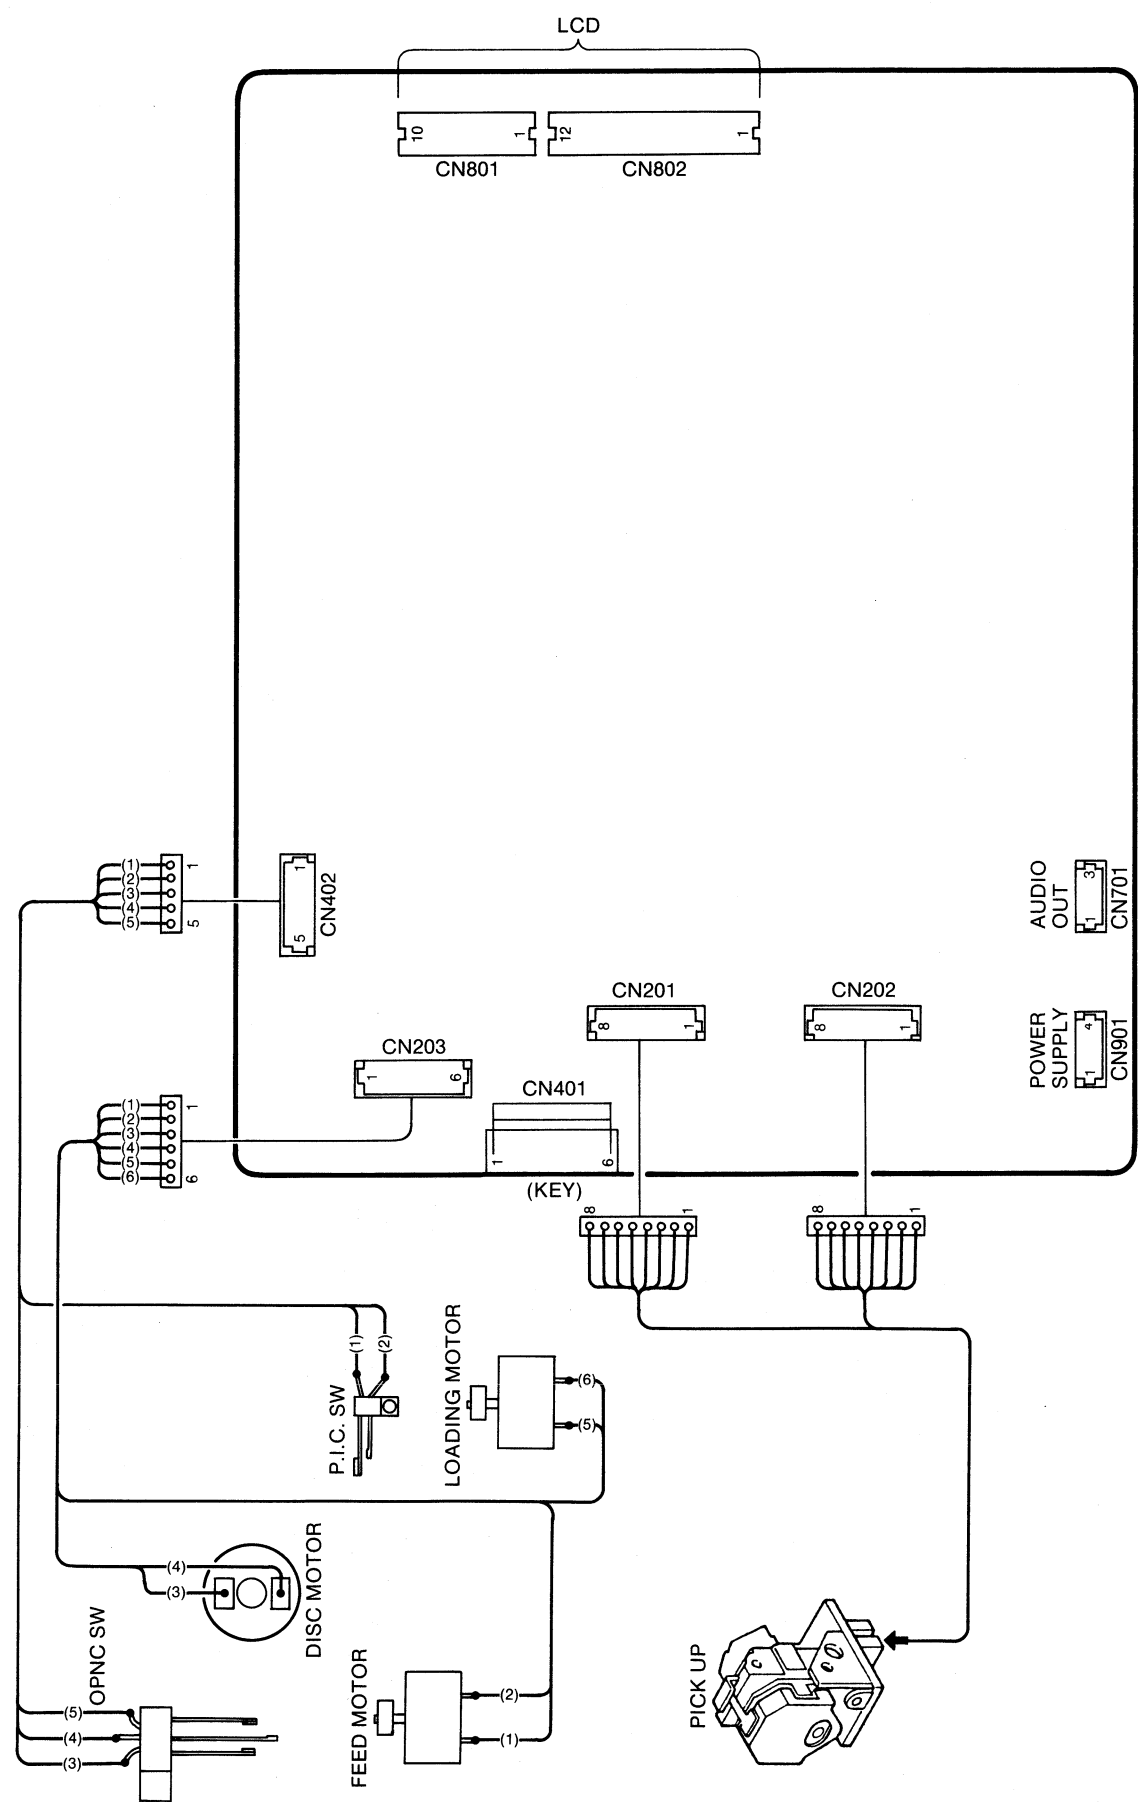 LCD
10 1 12 1
CN801 CN802
(1) 1
(2)
(3)
(4)
(5) 5
1
5
CN402
AUDIO
OUT
3
1
CN701
CN201
8 1
CN202
8 1
POWER
SUPPLY
4
1
CN901
CN203
1 6
CN401
1 6
(KEY)
(1) 1
(2)
(3)
(4)
(5)
(6) 6
8 1
8 1
(1) (2)
P.I.C. SW
LOADING MOTOR
(6)
(5)
(4)
(3)
DISC MOTOR
OPNC SW
(5)
(4)
(3)
FEED MOTOR
(2)
(1)
PICK UP